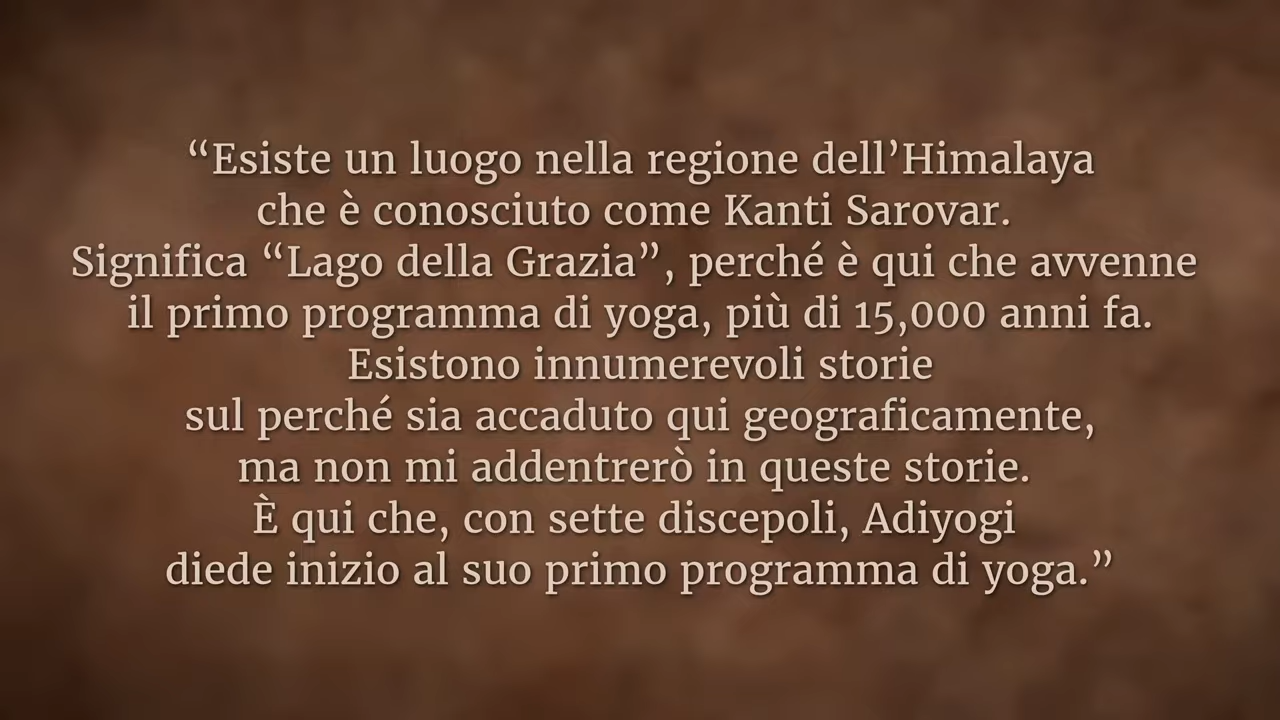 “Esiste un luogo nella regione dell’Himalaya
che è conosciuto come Kanti Sarovar.
Significa “Lago della Grazia”, perché è qui che avvenne
il primo programma di yoga, più di 15,000 anni fa.
Esistono innumerevoli storie
sul perché sia accaduto qui geograficamente,
ma non mi addentrerò in queste storie.
È qui che, con sette discepoli, Adiyogi
diede inizio al suo primo programma di yoga.”